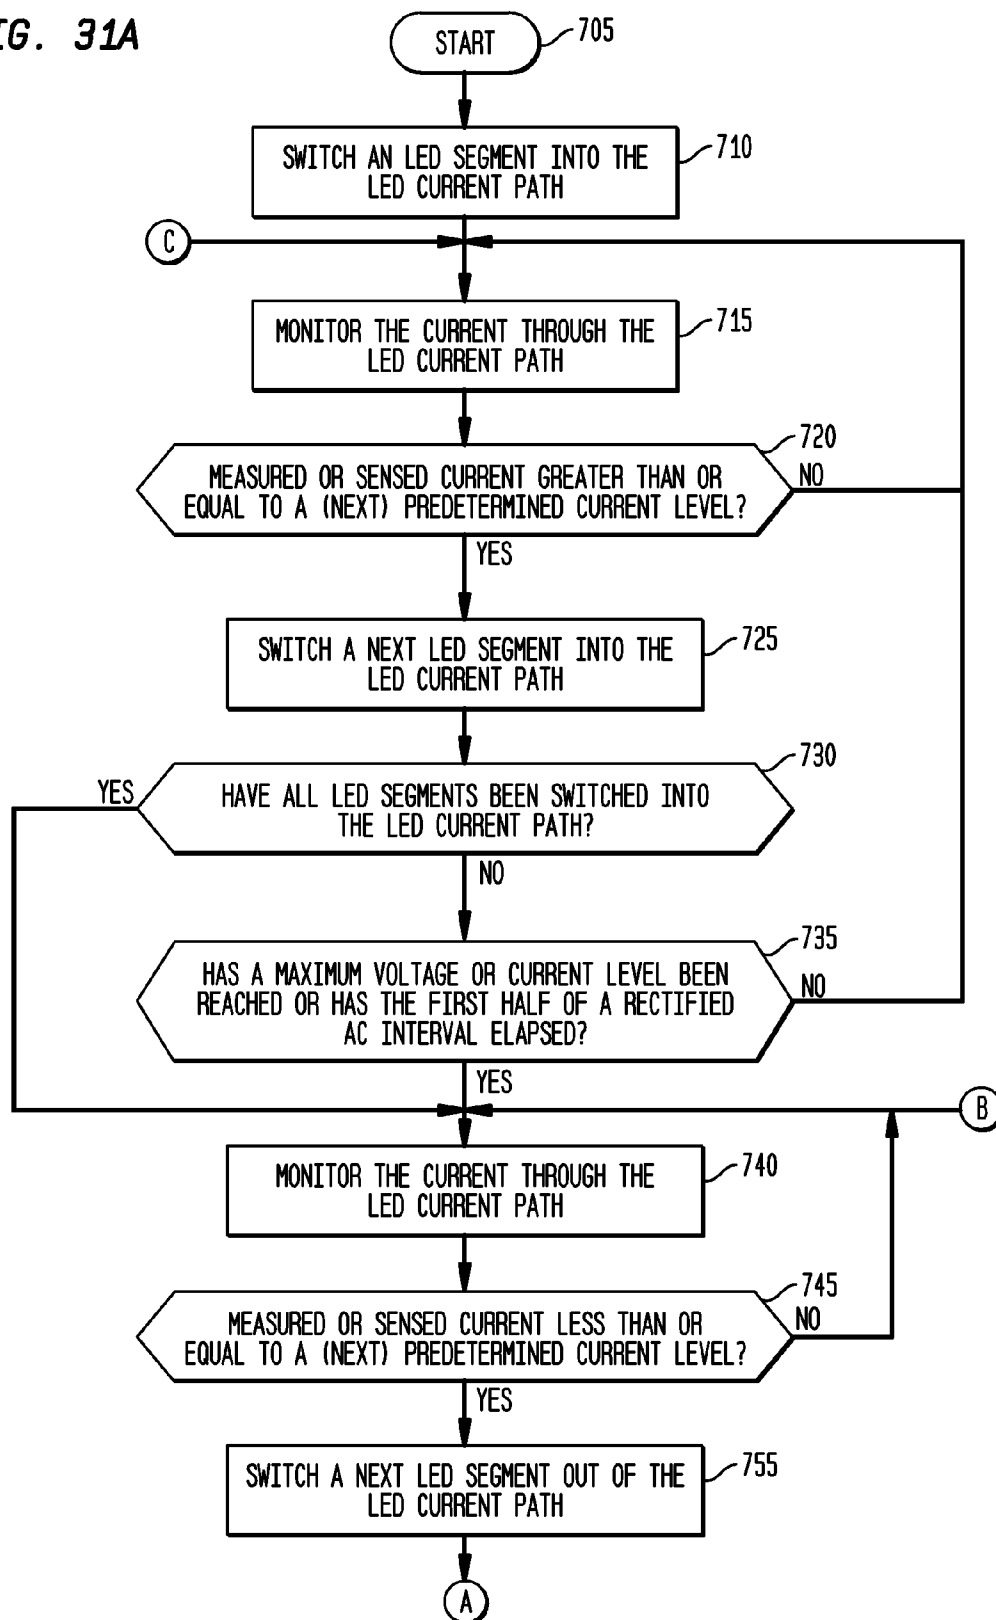 IG. 31A
START
705
SWITCH AN LED SEGMENT INTO THE
LED CURRENT PATH
710
C
MONITOR THE CURRENT THROUGH THE
LED CURRENT PATH
715
720
MEASURED OR SENSED CURRENT GREATER THAN OR
EQUAL TO A (NEXT) PREDETERMINED CURRENT LEVEL?
NO
YES
SWITCH A NEXT LED SEGMENT INTO THE
LED CURRENT PATH
725
730
YES
HAVE ALL LED SEGMENTS BEEN SWITCHED INTO
THE LED CURRENT PATH?
NO
735
HAS A MAXIMUM VOLTAGE OR CURRENT LEVEL BEEN
REACHED OR HAS THE FIRST HALF OF A RECTIFIED
AC INTERVAL ELAPSED?
NO
YES
B
MONITOR THE CURRENT THROUGH THE
LED CURRENT PATH
740
745
MEASURED OR SENSED CURRENT LESS THAN OR
EQUAL TO A (NEXT) PREDETERMINED CURRENT LEVEL?
NO
YES
SWITCH A NEXT LED SEGMENT OUT OF THE
LED CURRENT PATH
755
A